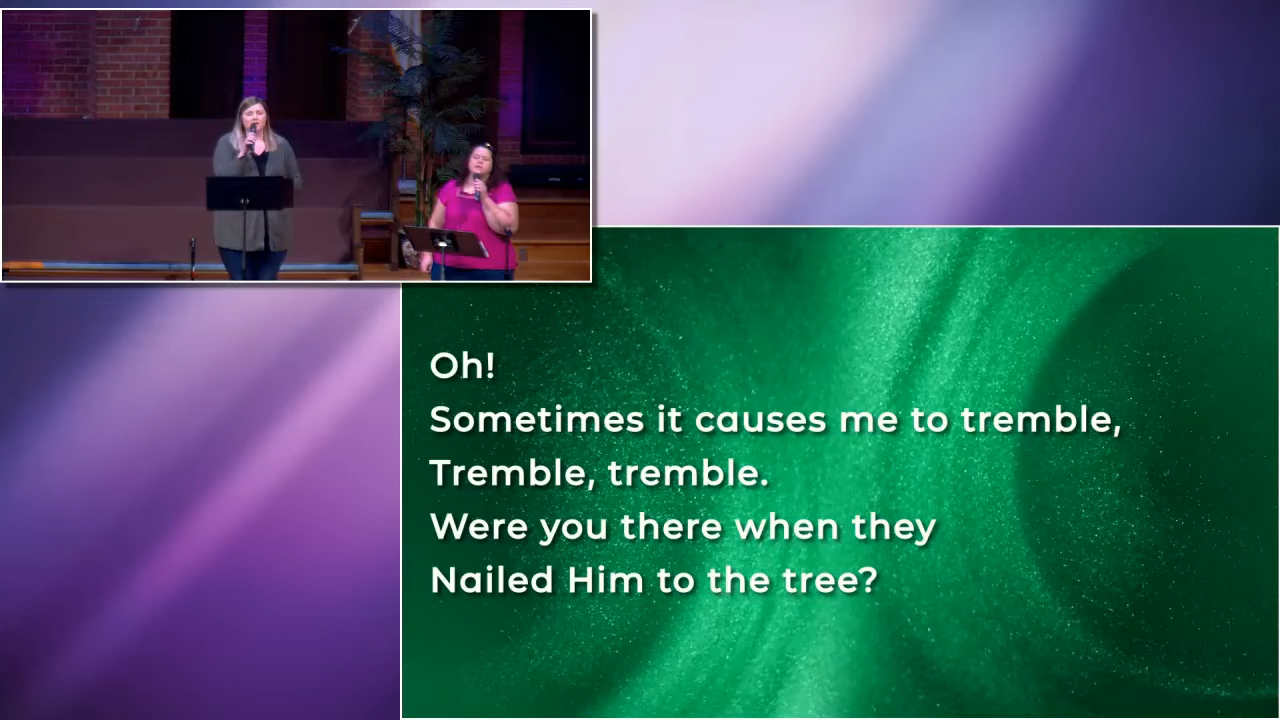 Oh!
Sometimes it causes me to tremble,
Tremble, tremble.
Were you there when they
Nailed Him to the tree?